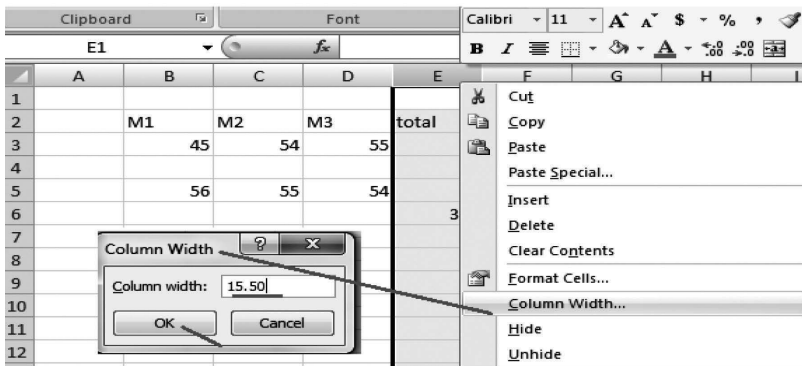 Clipboard Font
Calibri 11 A A $ % ,
E1 fx
B I A .00 .00
A B C D E F G H
1
2 M1 M2 M3 total
3 45 54 55
4
5 56 55 54
6 3
7
8
9
10
11
12
Column Width
Column width: 15.50
OK Cancel
Cut
Copy
Paste
Paste Special...
Insert
Delete
Clear Contents
Format Cells...
Column Width...
Hide
Unhide